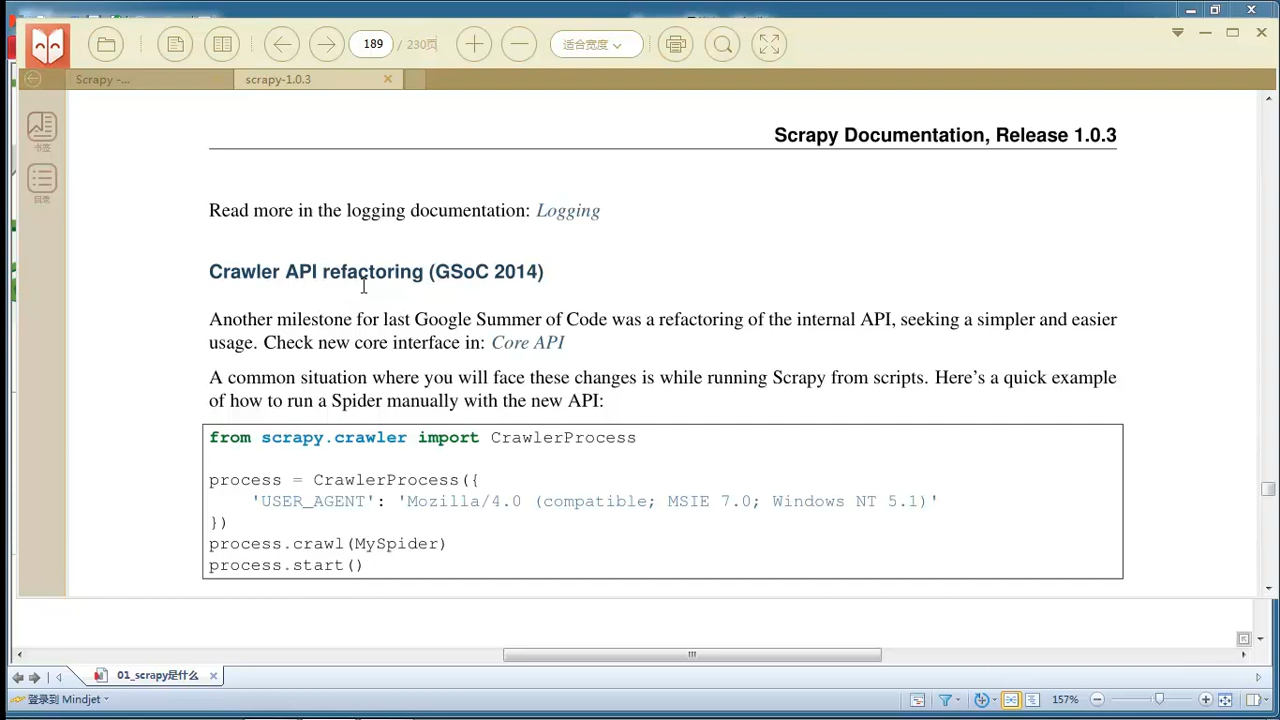 189 / 230页
适合宽度
Scrapy -...
scrapy-1.0.3
书签
目录
Scrapy Documentation, Release 1.0.3
Read more in the logging documentation: Logging
Crawler API refactoring (GSoC 2014)
Another milestone for last Google Summer of Code was a refactoring of the internal API, seeking a simpler and easier
usage. Check new core interface in: Core API
A common situation where you will face these changes is while running Scrapy from scripts. Here's a quick example
of how to run a Spider manually with the new API:
from scrapy.crawler import CrawlerProcess
process = CrawlerProcess({
    'USER_AGENT': 'Mozilla/4.0 (compatible; MSIE 7.0; Windows NT 5.1)'
})
process.crawl(MySpider)
process.start()
01_scrapy是什么
登录到 Mindjet
157%